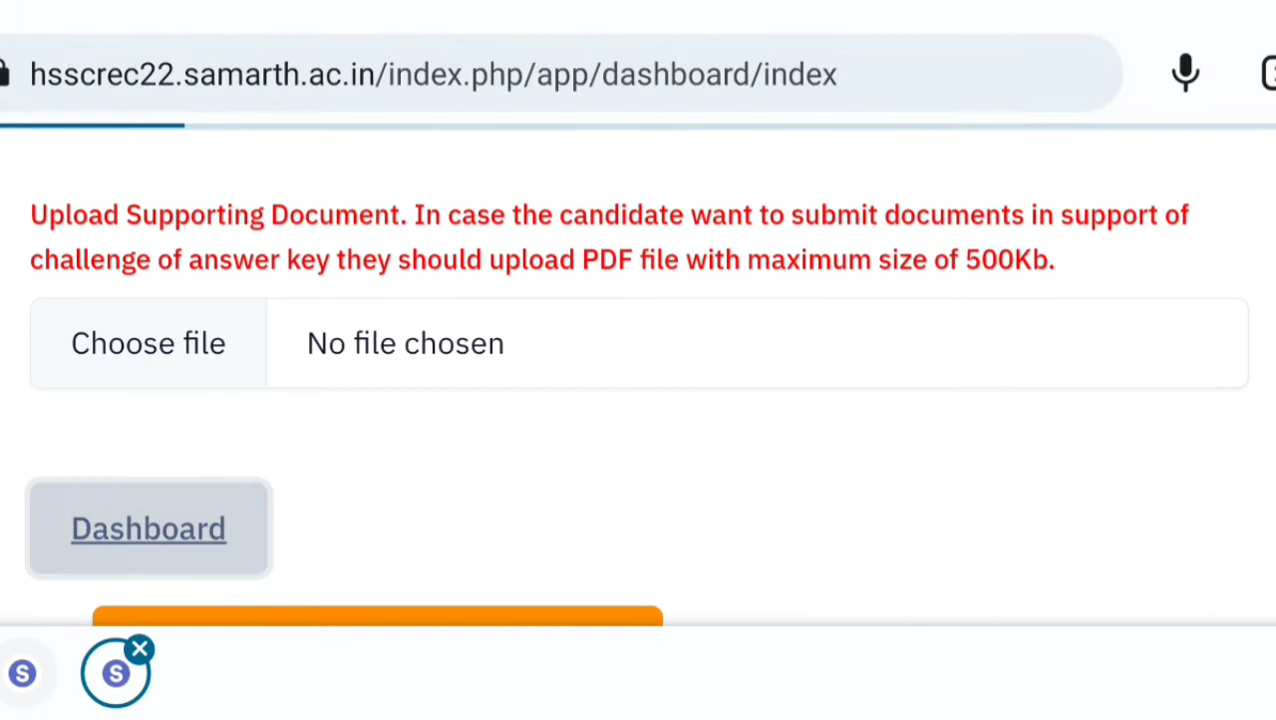 hsscrec22.samarth.ac.in/index.php/app/dashboard/index
Upload Supporting Document. In case the candidate want to submit documents in support of
challenge of answer key they should upload PDF file with maximum size of 500Kb.
Choose file No file chosen
Dashboard
S S